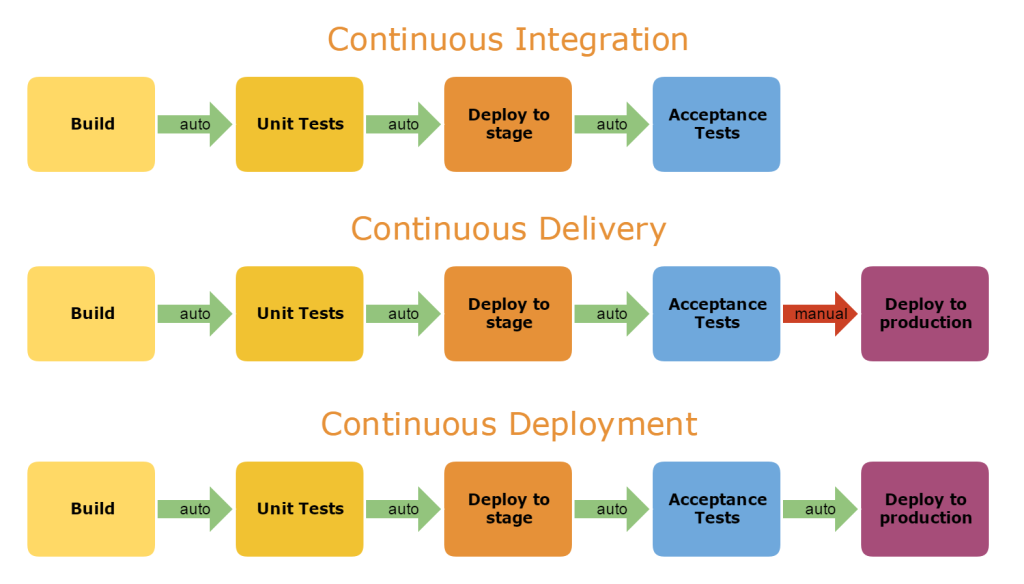 Continuous Integration
Build
auto
Unit Tests
auto
Deploy to
stage
auto
Acceptance
Tests
Continuous Delivery
Build
auto
Unit Tests
auto
Deploy to
stage
auto
Acceptance
Tests
manual
Deploy to
production
Continuous Deployment
Build
auto
Unit Tests
auto
Deploy to
stage
auto
Acceptance
Tests
auto
Deploy to
production